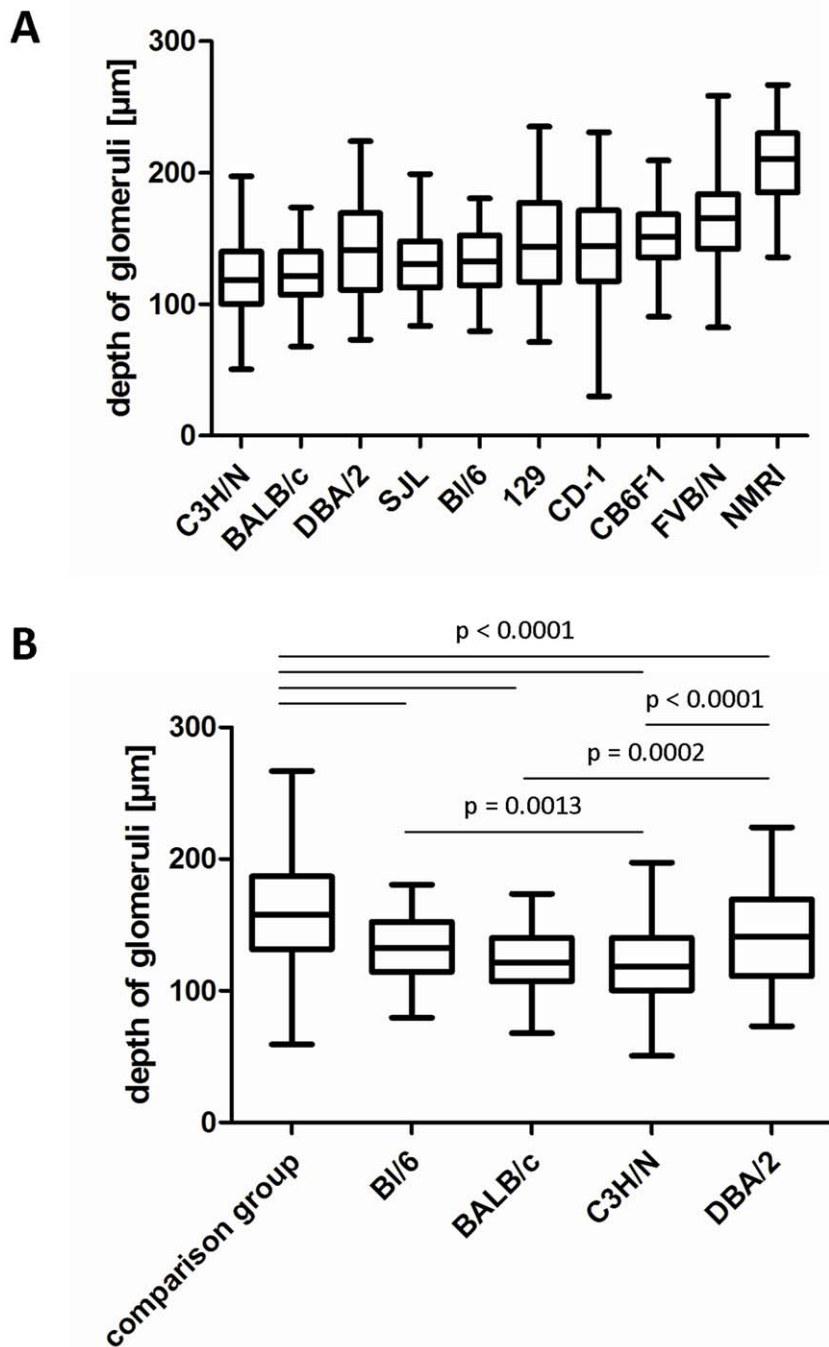 A
depth of glomeruli [µm]
300
200
100
0
C3H/N
BALB/c
DBA/2
SJL
Bl/6
129
CD-1
CB6F1
FVB/N
NMRI
B
p < 0.0001
p < 0.0001
p = 0.0002
p = 0.0013
depth of glomeruli [µm]
300
200
100
0
comparison group
Bl/6
BALB/c
C3H/N
DBA/2